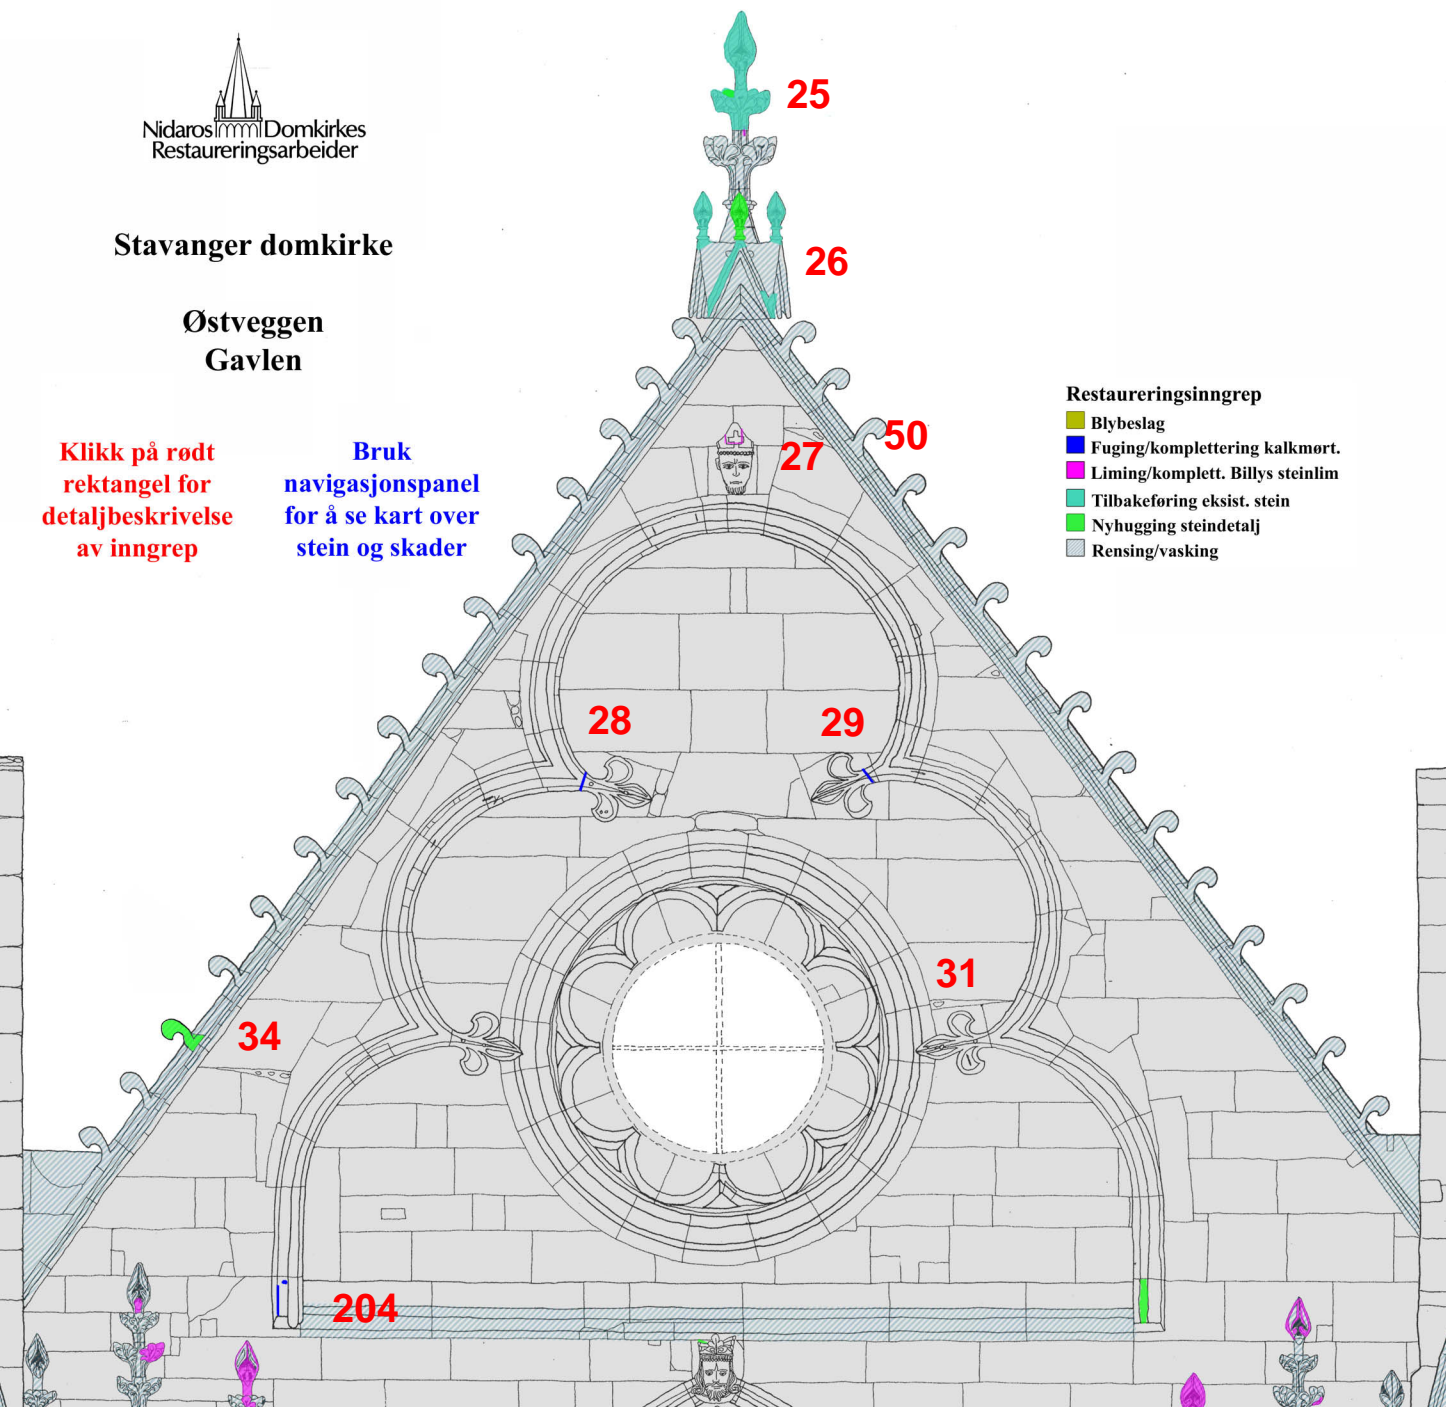 25
Nidaros Domkirkes
Restaureringsarbeider
Stavanger domkirke
26
Østveggen
Gavlen
Klikk på rødt
rektangel for
detaljbeskrivelse
av inngrep
Bruk
navigasjonspanel
for å se kart over
stein og skader
Restaureringsinngrep
Blybeslag
Fuging/komplettering kalkmørt.
Liming/komplett. Billys steinlim
Tilbakeføring eksist. stein
Nyhugging steindetalj
Rensing/vasking
50
27
28
29
31
34
204